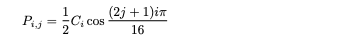 P_{i,j} = \frac{1}{2} C_i \cos \frac{(2j+1)i\pi}{16}